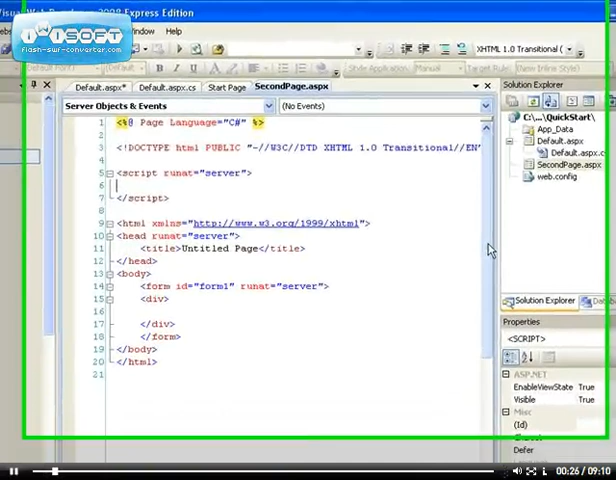 Visual Web Developer 2008 Express Edition
iWiSOFT
flash-swf-converter.com
XHTML 1.0 Transitional (
Style Application:
Manual
Target Rule:
(New Inline Style)
Default.aspx*
Default.aspx.cs
Start Page
SecondPage.aspx
Server Objects & Events
(No Events)
1 <%@ Page Language="C#" %>
2
3 <!DOCTYPE html PUBLIC "-//W3C//DTD XHTML 1.0 Transitional//EN"
4
5 <script runat="server">
6
7 </script>
8
9 <html xmlns="http://www.w3.org/1999/xhtml">
10 <head runat="server">
11 <title>Untitled Page</title>
12 </head>
13 <body>
14 <form id="form1" runat="server">
15 <div>
16
17 </div>
18 </form>
19 </body>
20 </html>
21
Solution Explorer
C:\...\QuickStart\
App_Data
Default.aspx
Default.aspx.cs
SecondPage.aspx
web.config
Solution Explorer
Properties
<SCRIPT>
ASP.NET
EnableViewState True
Visible True
Misc
(Id)
Charset
Defer
00:26 / 09:10